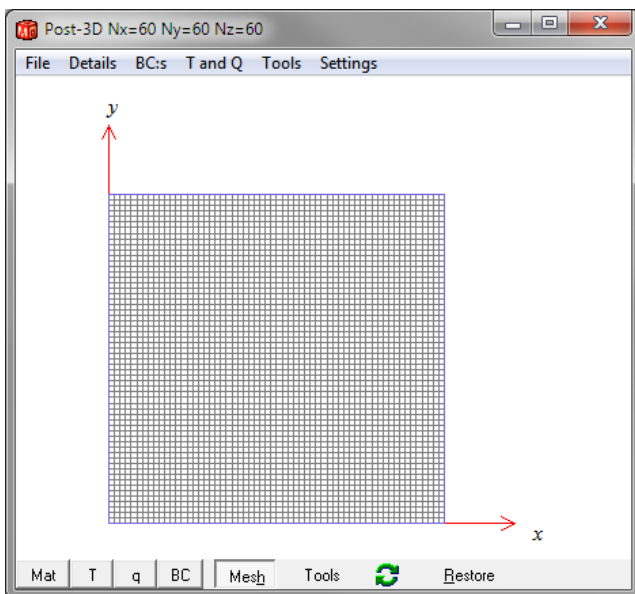 Post-3D Nx=60 Ny=60 Nz=60
File Details BC:s T and Q Tools Settings
y
x
Mat T q BC Mesh Tools Restore